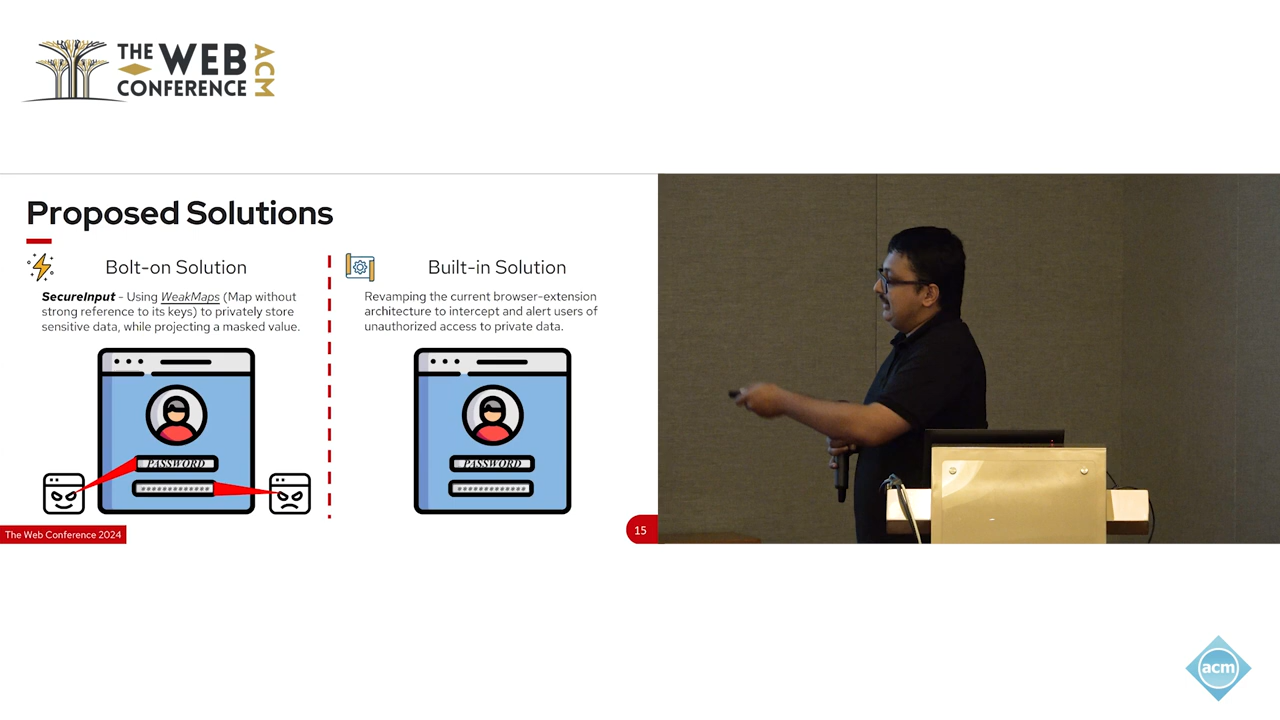 THE WEB
CONFERENCE
ACM
Proposed Solutions
Bolt-on Solution
SecureInput - Using WeakMaps (Map without
strong reference to its keys) to privately store
sensitive data, while projecting a masked value.
PASSWORD
Built-in Solution
Revamping the current browser-extension
architecture to intercept and alert users of
unauthorized access to private data.
PASSWORD
The Web Conference 2024
15
acm